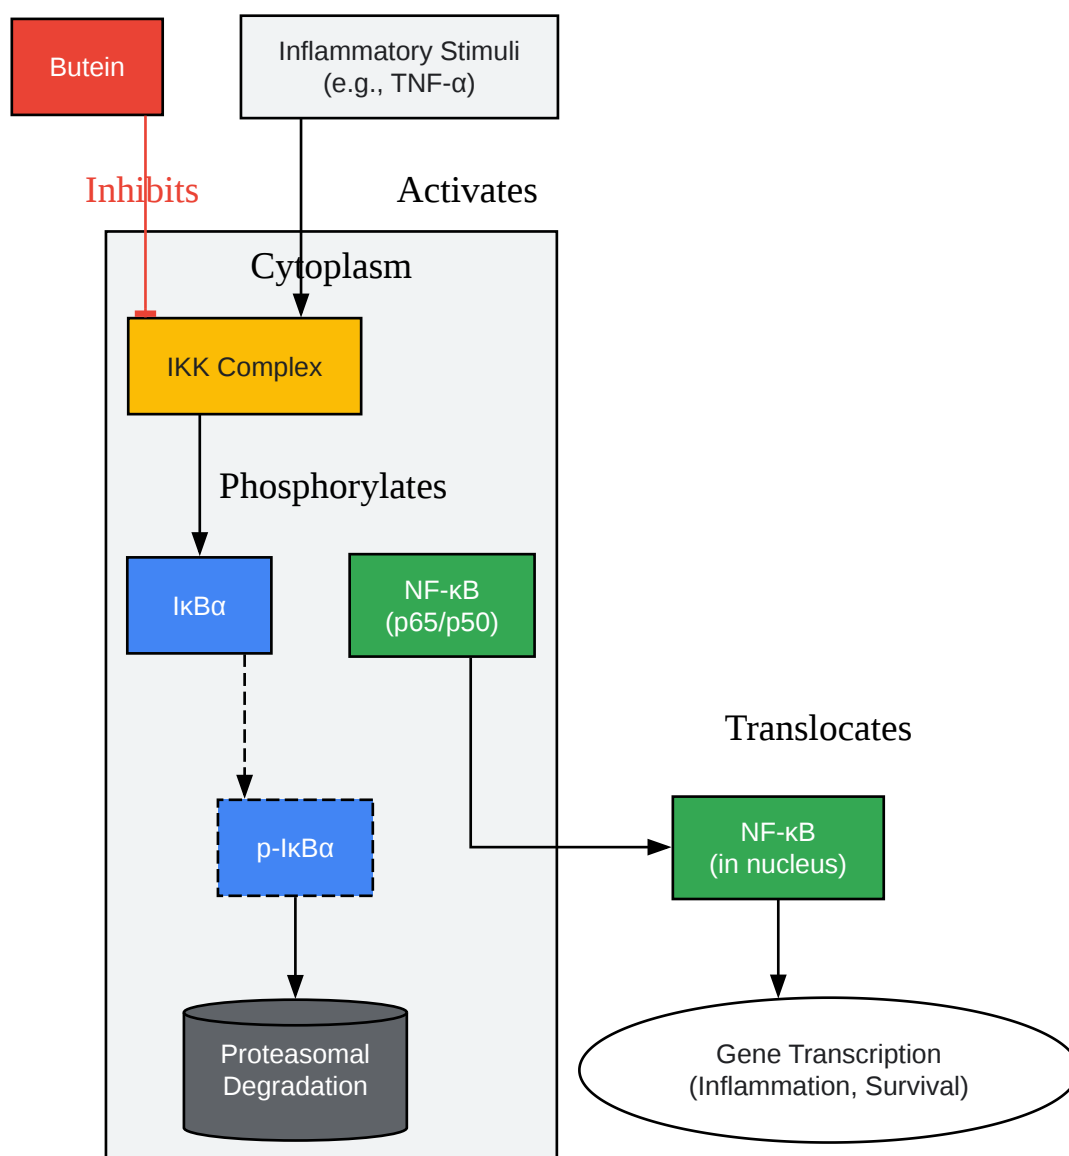 Butein
Inflammatory Stimuli
(e.g., TNF-α)
Inhibits
Activates
Cytoplasm
IKK Complex
Phosphorylates
IκBα
NF-κB
(p65/p50)
Translocates
p-IκBα
NF-κB
(in nucleus)
Proteasomal
Degradation
Gene Transcription
(Inflammation, Survival)